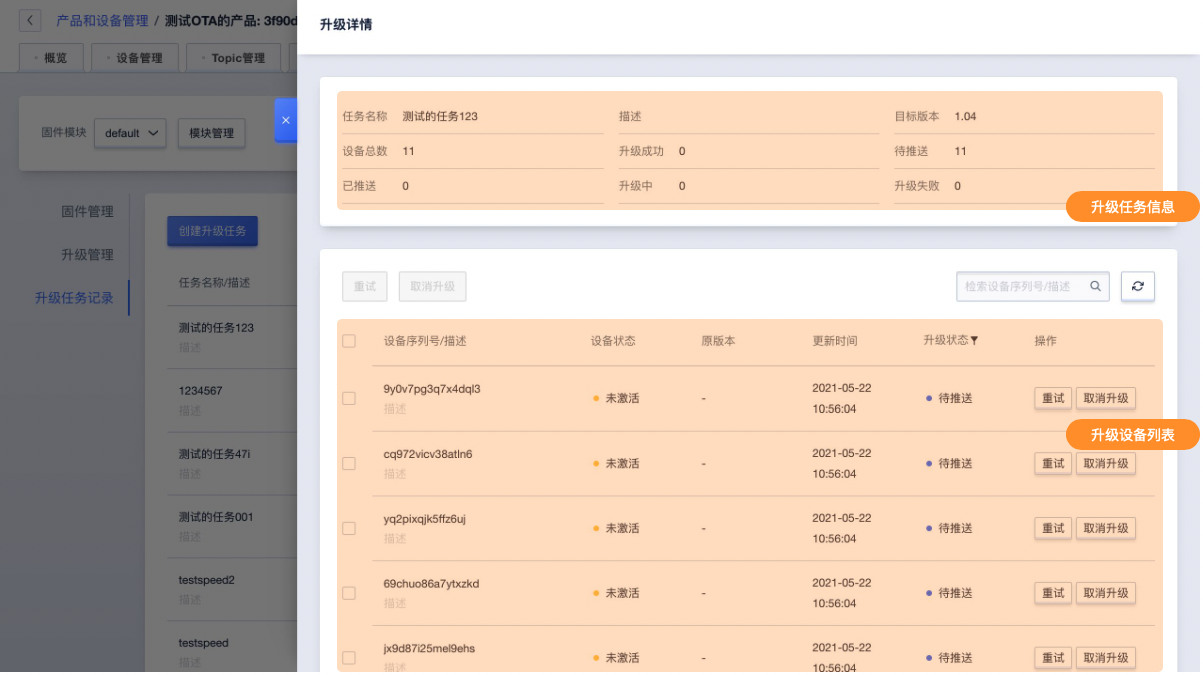 产品和设备管理 / 测试OTA的产品: 3f90d
· 概览
· 设备管理
· Topic管理
固件模块
default
模块管理
固件管理
升级管理
升级任务记录
创建升级任务
任务名称/描述
测试的任务123
描述
1234567
描述
测试的任务47i
描述
测试的任务001
描述
testspeed2
描述
testspeed
描述
升级详情
任务名称 测试的任务123 描述 目标版本 1.04
设备总数 11 升级成功 0 待推送 11
已推送 0 升级中 0 升级失败 0
升级任务信息
重试 取消升级 检索设备序列号/描述
设备序列号/描述 设备状态 原版本 更新时间 升级状态 操作
9y0v7pg3q7x4dql3 未激活 - 2021-05-22 待推送 重试 取消升级
描述 10:56:04
升级设备列表
cq972vicv38atln6 未激活 - 2021-05-22 待推送 重试 取消升级
描述 10:56:04
yq2pixqjk5ffz6uj 未激活 - 2021-05-22 待推送 重试 取消升级
描述 10:56:04
69chuo86a7ytxzkd 未激活 - 2021-05-22 待推送 重试 取消升级
描述 10:56:04
jx9d87i25mel9ehs 未激活 - 2021-05-22 待推送 重试 取消升级
描述 10:56:04